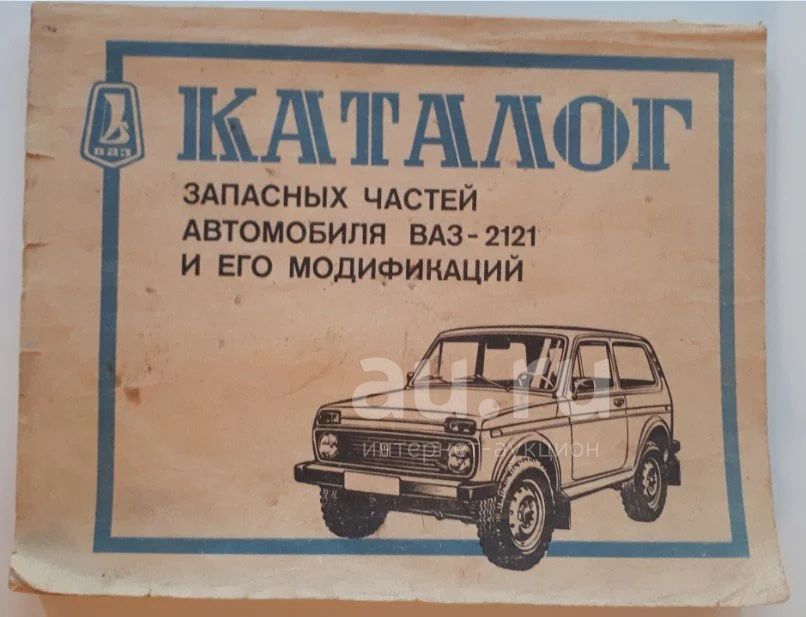 ваз
КАТАЛОГ
ЗАПАСНЫХ ЧАСТЕЙ
АВТОМОБИЛЯ ВАЗ-2121
И ЕГО МОДИФИКАЦИЙ
au.ru
интернет-аукцион